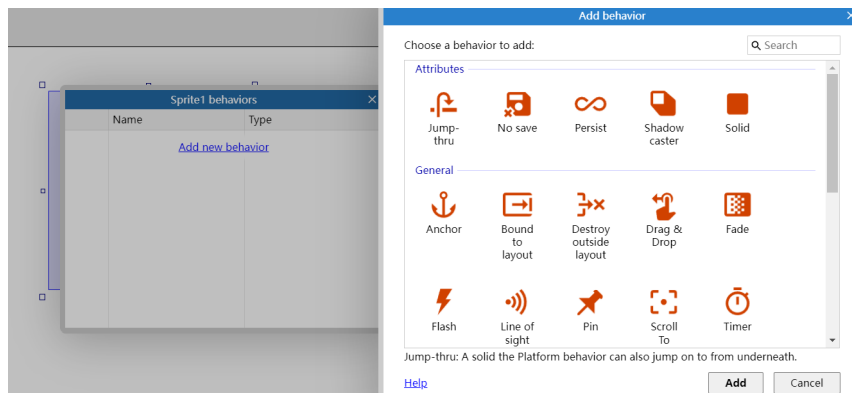 Add behavior
Choose a behavior to add:
Search
Attributes
Jump-
thru
No save
Persist
Shadow
caster
Solid
General
Anchor
Bound
to
layout
Destroy
outside
layout
Drag &
Drop
Fade
Flash
Line of
sight
Pin
Scroll
To
Timer
Jump-thru: A solid the Platform behavior can also jump on to from underneath.
Help
Add
Cancel
Sprite1 behaviors
Name
Type
Add new behavior